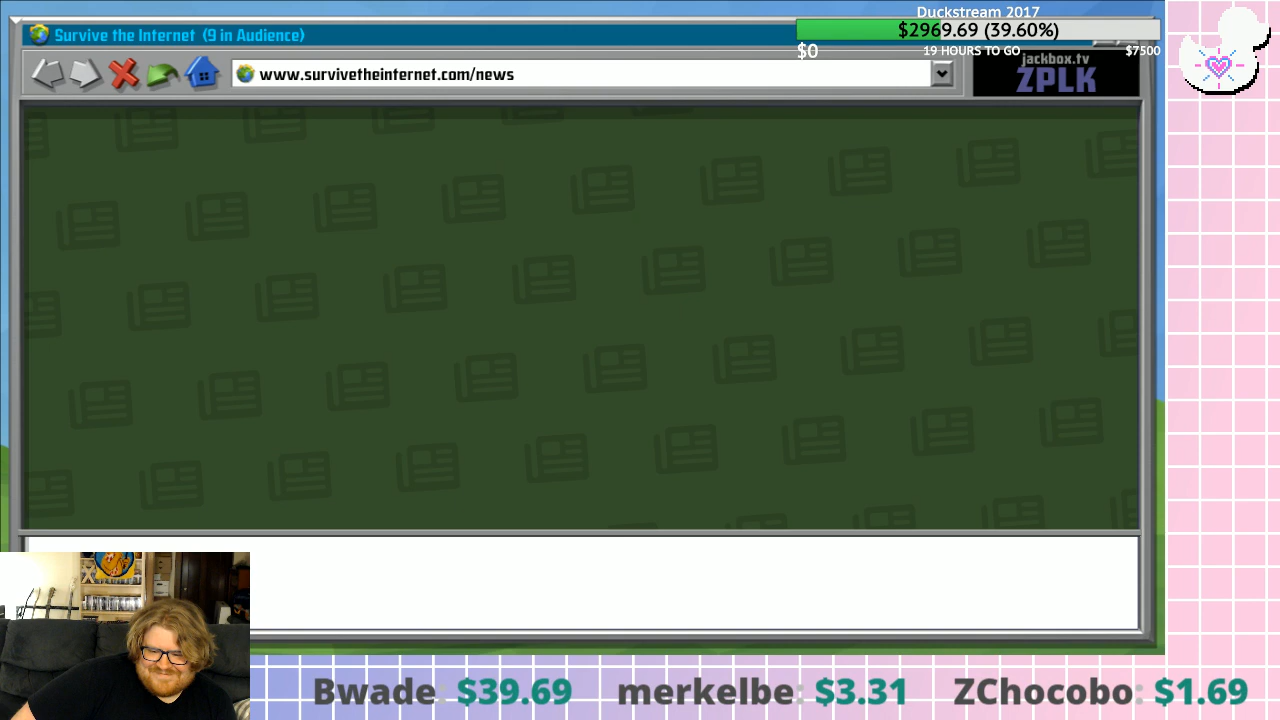 Duckstream 2017
Survive the Internet (9 in Audience)
$2969.69 (39.60%)
$0
19 HOURS TO GO
$7500
www.survivetheinternet.com/news
jackbox.tv
ZPLK
Bwade: $39.69 merkelbe: $3.31 ZChocobo: $1.69